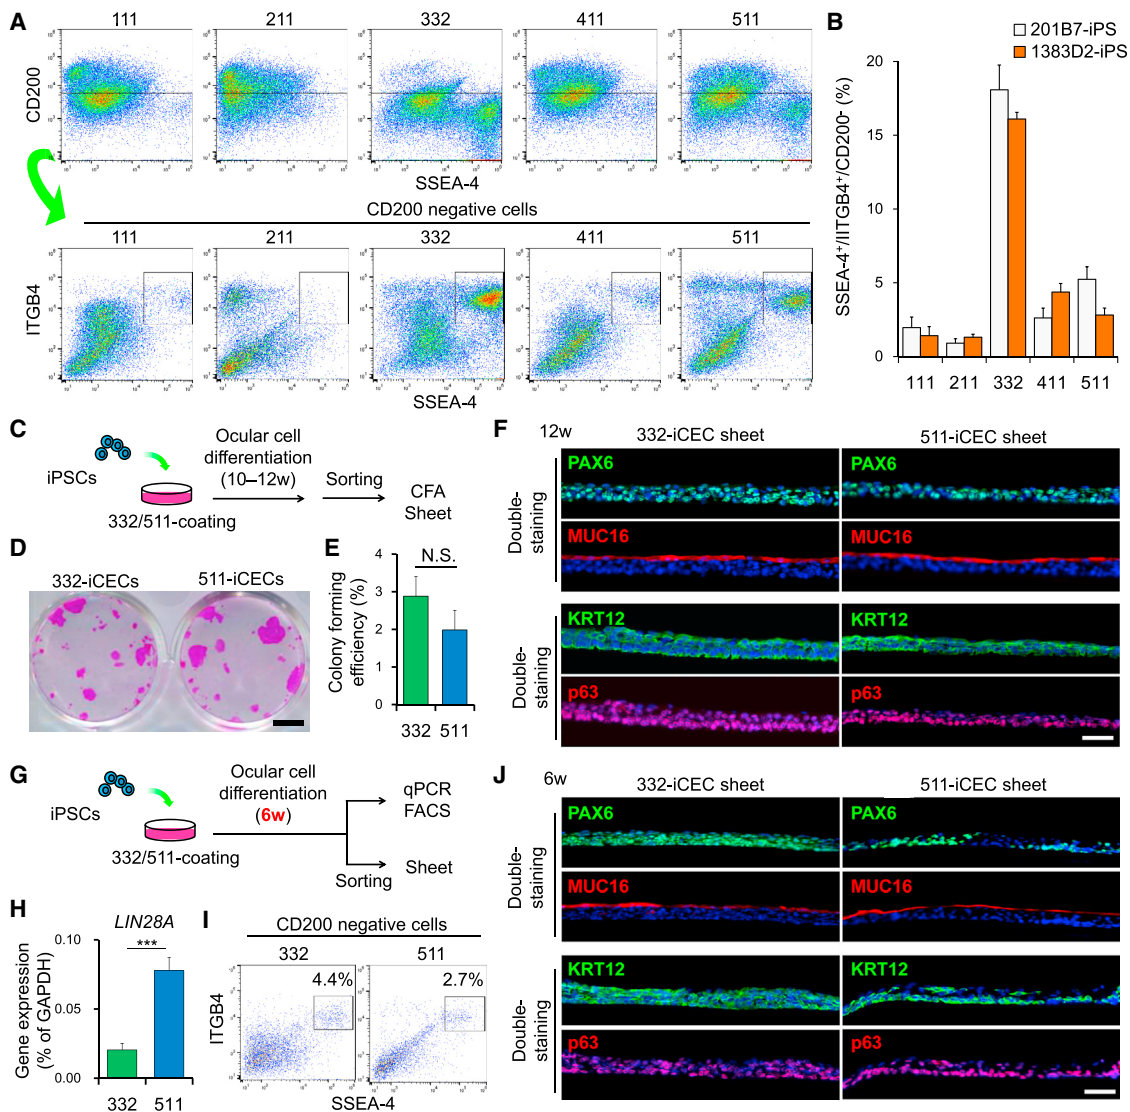 A
111 211 332 411 511
CD200
SSEA-4
CD200 negative cells
111 211 332 411 511
ITGB4
SSEA-4
B
201B7-iPS
1383D2-iPS
SSEA-4+/IITGB4+/CD200- (%)
20
15
10
5
0
111 211 332 411 511
C
iPSCs
332/511-coating
Ocular cell
differentiation
(10–12w)
Sorting
CFA
Sheet
D
332-iCECs 511-iCECs
E
Colony forming
efficiency (%)
4
3
2
1
0
N.S.
332 511
F
12w
332-iCEC sheet 511-iCEC sheet
Double-
staining
PAX6 PAX6
MUC16 MUC16
Double-
staining
KRT12 KRT12
p63 p63
G
iPSCs
332/511-coating
Ocular cell
differentiation
(6w)
qPCR
FACS
Sorting
Sheet
H
LIN28A
Gene expression
(% of GAPDH)
0.10
0.05
0.00
***
332 511
I
CD200 negative cells
332 511
4.4% 2.7%
ITGB4
SSEA-4
J
6w
332-iCEC sheet 511-iCEC sheet
Double-
staining
PAX6 PAX6
MUC16 MUC16
Double-
staining
KRT12 KRT12
p63 p63